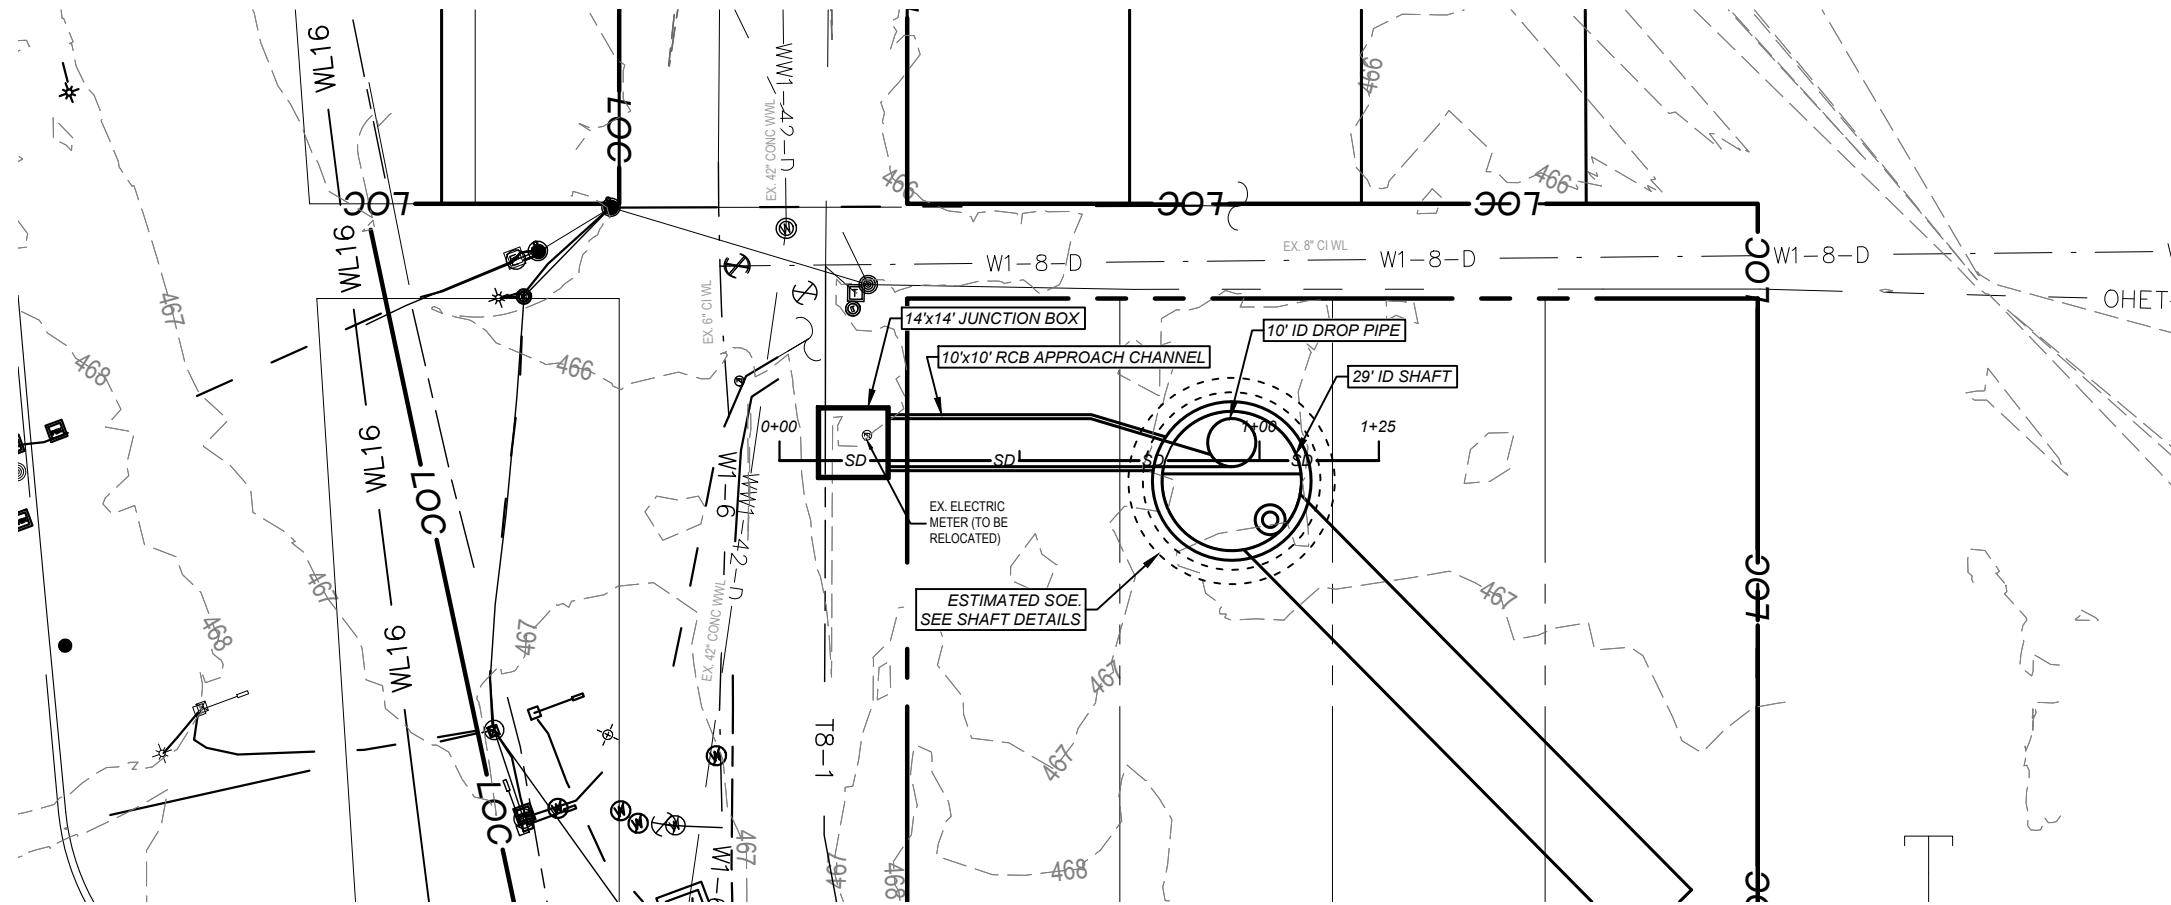 WL16
LOC
EX. 42" CONC WWL
WW1-42-D
466
466
466
LOC
LOC
LOC
WL16
EX. 8" CI WL
LOC
W1-8-D
W1-8-D
W1-8-D
OHET
467
EX. 6" CI WL
T
14'x14' JUNCTION BOX
10' ID DROP PIPE
10'x10' RCB APPROACH CHANNEL
468
466
29' ID SHAFT
0+00
1+00
1+25
WL16
SD
SD
SD
SD
LOC
W1-6
WW1-42-D
EX. ELECTRIC
METER (TO BE
RELOCATED)
467
467
LOC
ESTIMATED SOE.
SEE SHAFT DETAILS
468
467
WL16
EX. 42" CONC WWL
467
T8-1
467
LOC
467
467
468
468
W1-